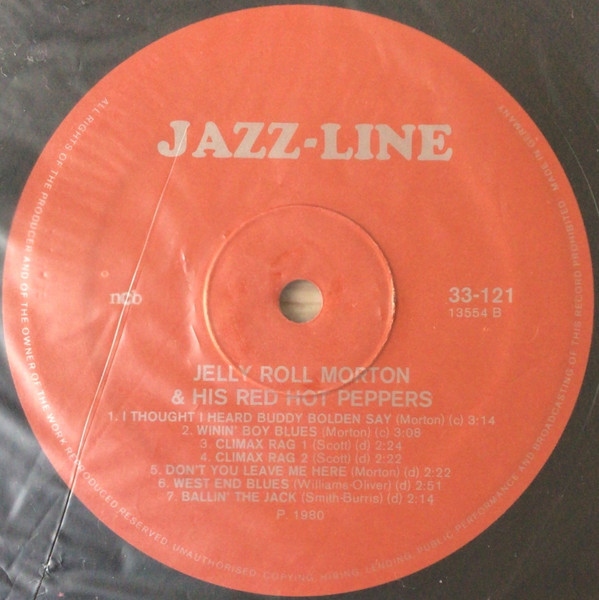 JAZZ-LINE
ncb
33-121
13554 B
JELLY ROLL MORTON
& HIS RED HOT PEPPERS
1. I THOUGHT I HEARD BUDDY BOLDEN SAY (Morton) (c) 3:14
2. WININ' BOY BLUES (Morton) (c) 3:08
3. CLIMAX RAG 1 (Scott) (d) 2:24
4. CLIMAX RAG 2 (Scott) (d) 2:22
5. DON'T YOU LEAVE ME HERE (Morton) (d) 2:22
6. WEST END BLUES (Williams-Oliver) (d) 2:51
7. BALLIN' THE JACK (Smith-Burris) (d) 2:14
P 1980
ALL RIGHTS OF THE PRODUCER AND OF THE OWNER OF THE WORK REPRODUCED RESERVED. UNAUTHORISED COPYING, HIRING, LENDING, PUBLIC PERFORMANCE AND BROADCASTING OF THIS RECORD PROHIBITED. MADE IN GERMANY